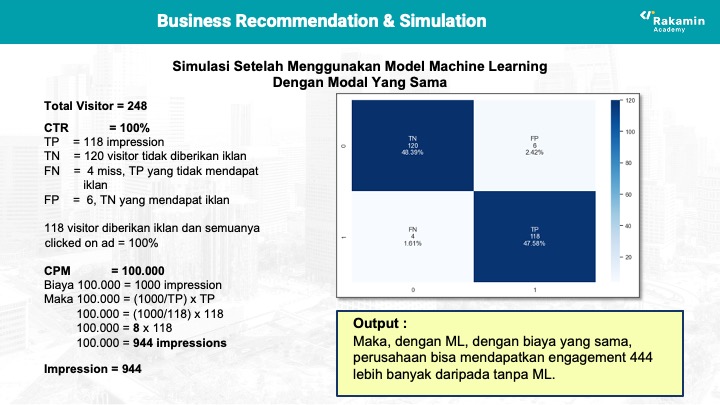 Business Recommendation & Simulation
Rakamin
Academy
Simulasi Setelah Menggunakan Model Machine Learning
Dengan Modal Yang Sama
Total Visitor = 248
CTR = 100%
TP = 118 impression
TN = 120 visitor tidak diberikan iklan
FN = 4 miss, TP yang tidak mendapat
iklan
FP = 6, TN yang mendapat iklan
118 visitor diberikan iklan dan semuanya
clicked on ad = 100%
CPM = 100.000
Biaya 100.000 = 1000 impression
Maka 100.000 = (1000/TP) x TP
100.000 = (1000/118) x 118
100.000 = 8 x 118
100.000 = 944 impressions
Impression = 944
TN
120
48.39%
FP
6
2.42%
FN
4
1.61%
TP
118
47.58%
0
1
0
1
120
100
80
60
40
20
Output :
Maka, dengan ML, dengan biaya yang sama,
perusahaan bisa mendapatkan engagement 444
lebih banyak daripada tanpa ML.